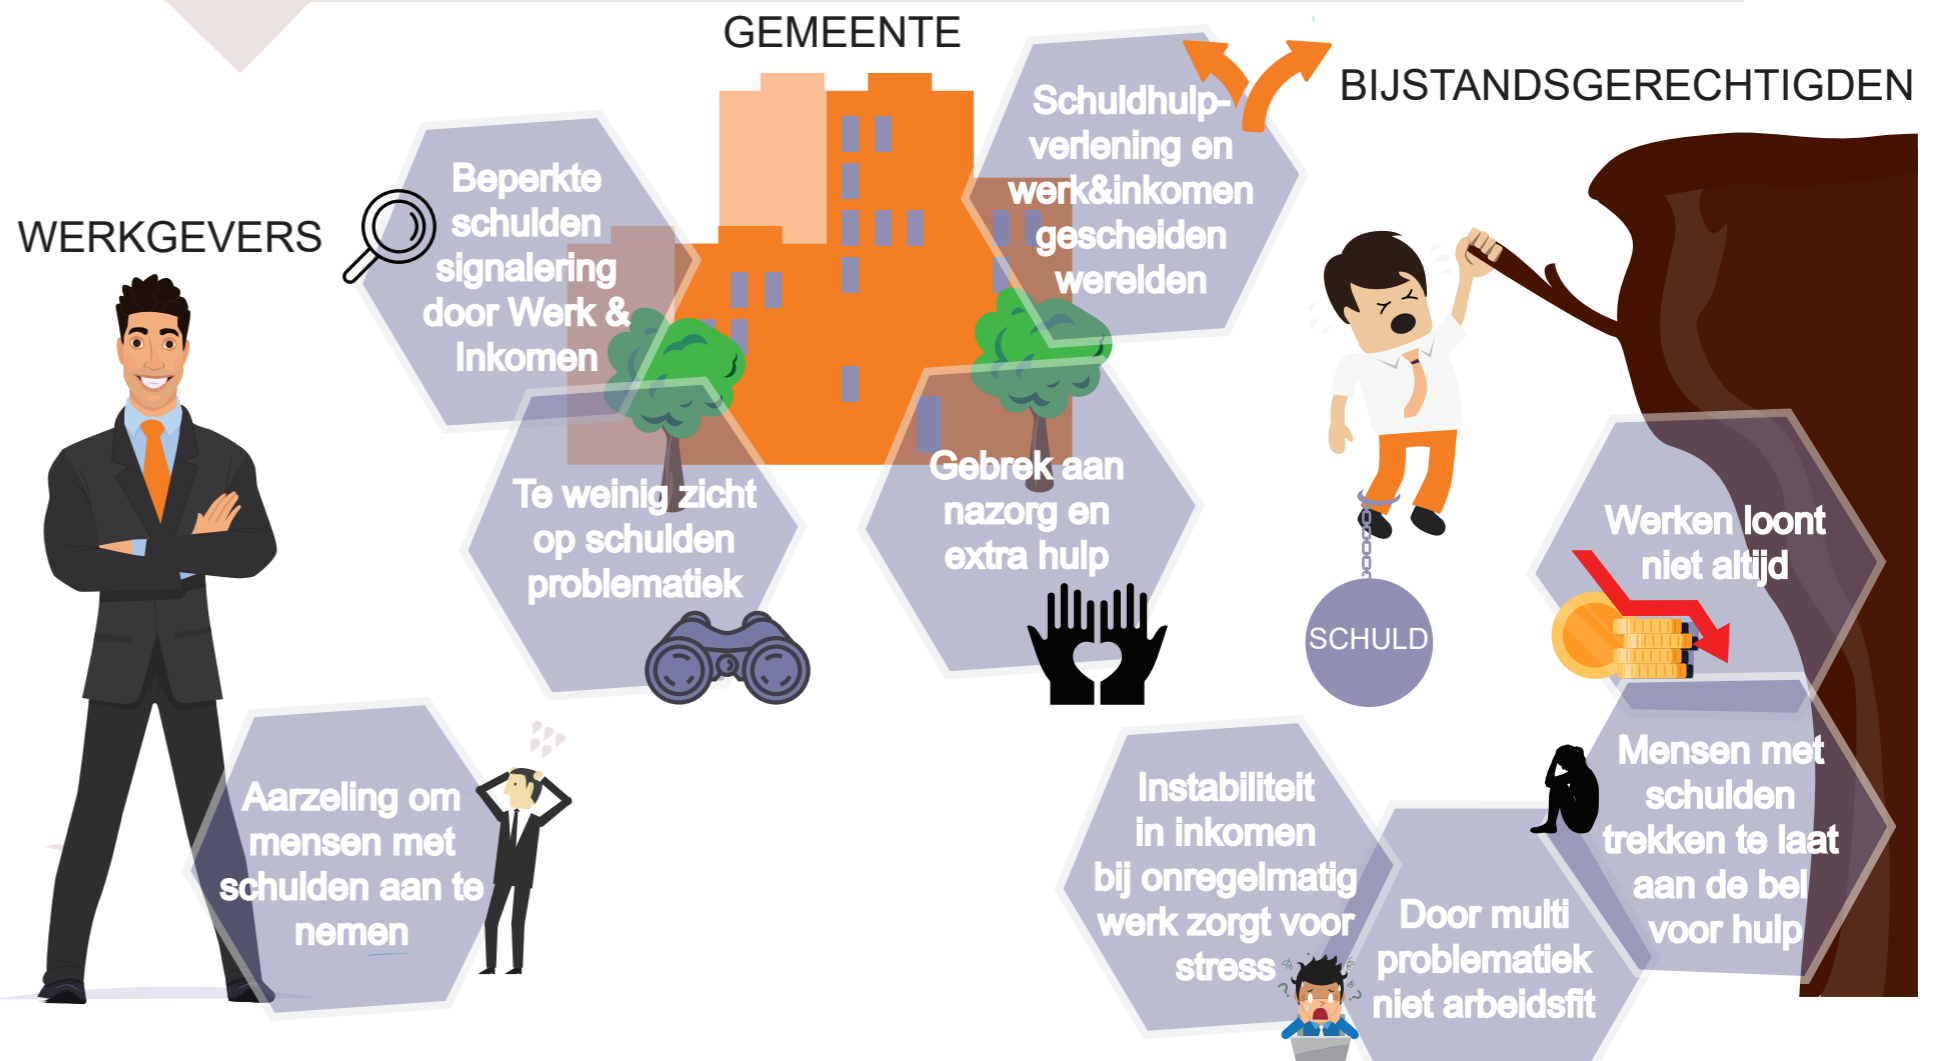 GEMEENTE
BIJSTANDSGERECHTIGDEN
WERKGEVERS
Beperkte
schulden
signalering
door Werk &
Inkomen
Schuldhulp-
verlening en
werk&inkomen
gescheiden
werelden
Te weinig zicht
op schulden
problematiek
Gebrek aan
nazorg en
extra hulp
SCHULD
Werken loont
niet altijd
Aarzeling om
mensen met
schulden aan te
nemen
Instabiliteit
in inkomen
bij onregelmatig
werk zorgt voor
stress
Door multi
problematiek
niet arbeidsfit
Mensen met
schulden
trekken te laat
aan de bel
voor hulp